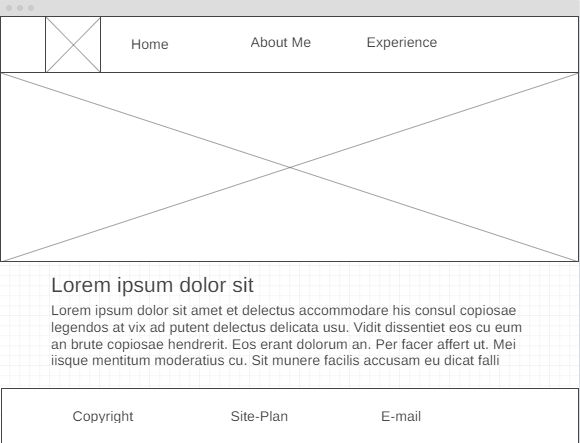 Home About Me Experience
Lorem ipsum dolor sit
Lorem ipsum dolor sit amet et delectus accommodare his consul copiosae
legendos at vix ad putent delectus delicata usu. Vidit dissentiet eos cu eum
an brute copiosae hendrerit. Eos erant dolorum an. Per facer affert ut. Mei
iisque mentitum moderatius cu. Sit munere facilis accusam eu dicat falli
Copyright Site-Plan E-mail